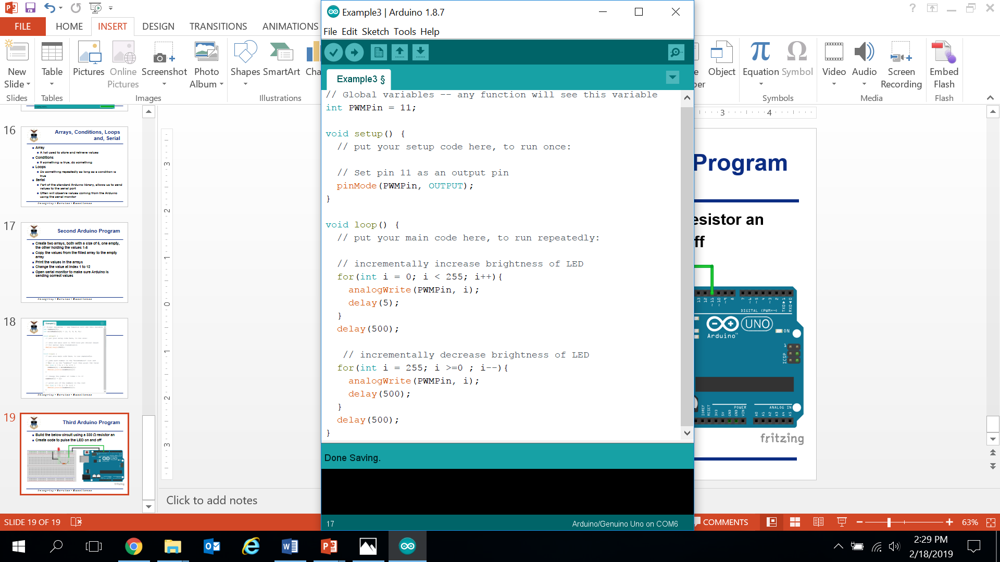 Example3 | Arduino 1.8.7
FILE HOME INSERT DESIGN TRANSITIONS ANIMATIONS
File Edit Sketch Tools Help
New Slide
Table
Pictures
Online Pictures
Screenshot
Photo Album
Shapes
SmartArt
Cha
Object
Equation
Symbol
Video
Audio
Screen Recording
Embed Flash
Slides Tables Images Illustrations Symbols Media Flash
Example3 §
// Global variables -- any function will see this variable
int PWMPin = 11;
void setup() {
// put your setup code here, to run once:
// Set pin 11 as an output pin
pinMode(PWMPin, OUTPUT);
}
void loop() {
// put your main code here, to run repeatedly:
// incrementally increase brightness of LED
for(int i = 0; i < 255; i++){
analogWrite(PWMPin, i);
delay(5);
}
delay(500);
// incrementally decrease brightness of LED
for(int i = 255; i >=0 ; i--){
analogWrite(PWMPin, i);
delay(500);
}
delay(500);
}
Done Saving.
17
Arduino/Genuino Uno on COM6
16
Arrays, Conditions, Loops
and, Serial
Array
A list used to store and retrieve values
Conditions
If something is true, do something
Loops
Do something repeatedly as long as a condition is
true
Serial
Part of the standard Arduino library, allows us to send
values to the serial port
Often will observe values coming from the Arduino
using the serial monitor
Integrity - Service - Excellence
17
Second Arduino Program
Create two arrays, both with a size of 5, one empty,
the other holding the values 1-5
Copy the values from the filled array to the empty
array
Print the values in the arrays
Change the value at index 1 to 12
Open serial monitor to make sure Arduino is
sending correct values
Integrity - Service - Excellence
18
Integrity - Service - Excellence
19
Third Arduino Program
Build the below circuit using a 330 Ω resistor an
Create code to pulse the LED on and off
fritzing
Integrity - Service - Excellence
Program
esistor an
ff
DIGITAL (PWM=~)
UNO
Arduino™
ON
ICSP
1
POWER
ANALOG IN
fritzing
Click to add notes
SLIDE 19 OF 19
COMMENTS
63%
2:29 PM
2/18/2019